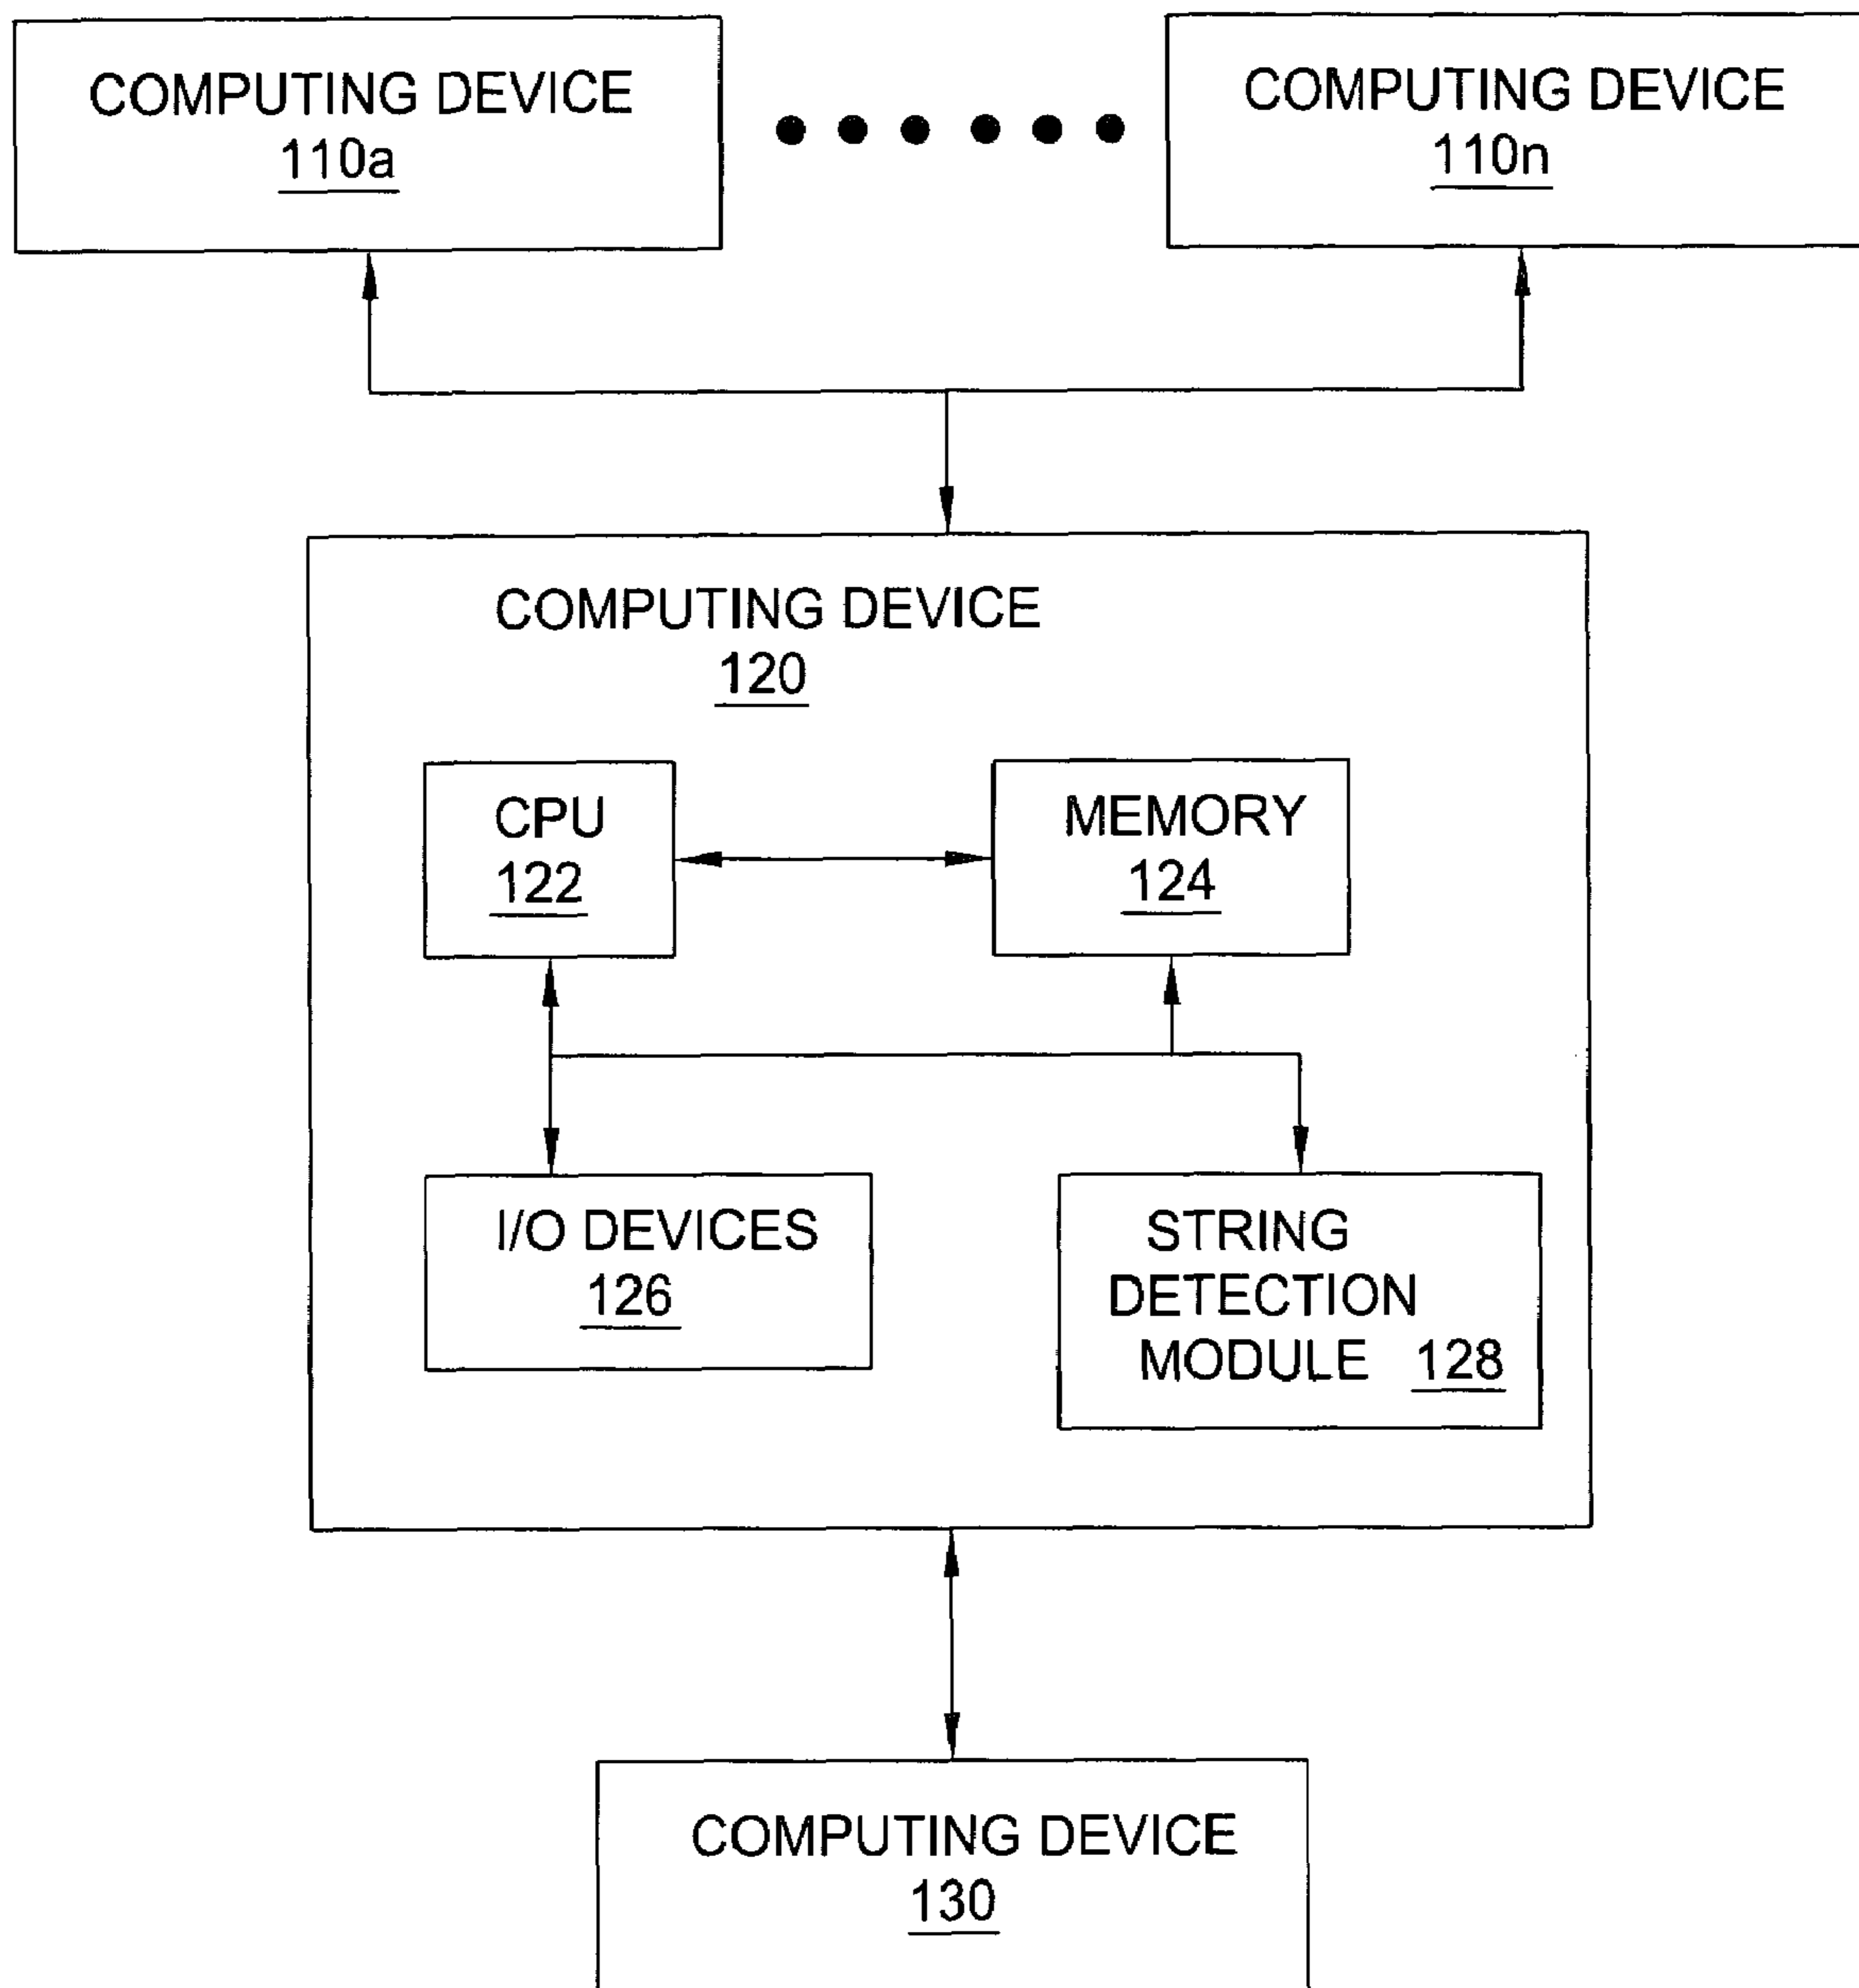 COMPUTING DEVICE
110a
COMPUTING DEVICE
110n
COMPUTING DEVICE
120
CPU
122
MEMORY
124
I/O DEVICES
126
STRING
DETECTION
MODULE 128
COMPUTING DEVICE
130